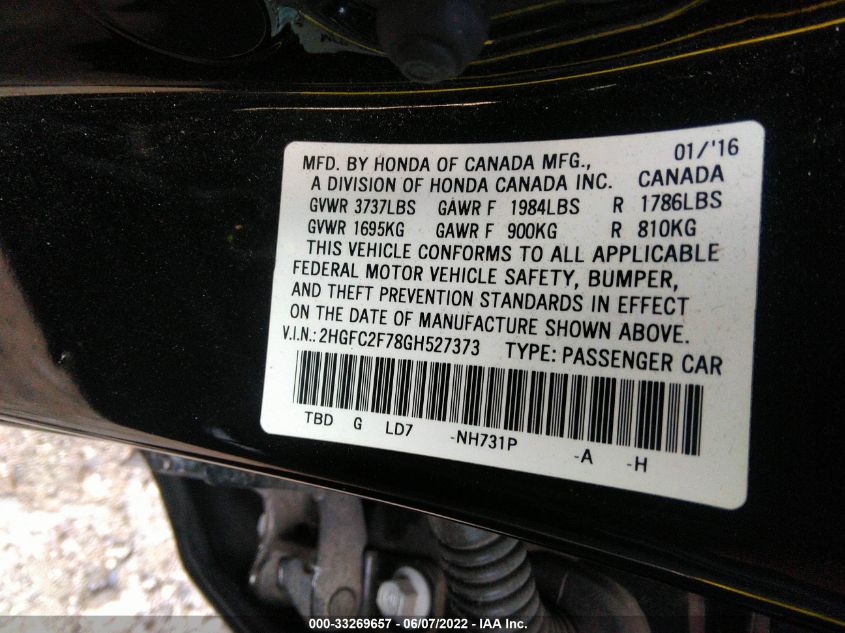 MFD. BY HONDA OF CANADA MFG., 01/'16
A DIVISION OF HONDA CANADA INC. CANADA
GVWR 3737LBS GAWR F 1984LBS R 1786LBS
GVWR 1695KG GAWR F 900KG R 810KG
THIS VEHICLE CONFORMS TO ALL APPLICABLE
FEDERAL MOTOR VEHICLE SAFETY, BUMPER,
AND THEFT PREVENTION STANDARDS IN EFFECT
ON THE DATE OF MANUFACTURE SHOWN ABOVE.
V.I.N.: 2HGFC2F78GH527373 TYPE: PASSENGER CAR
TBD G LD7 -NH731P -A -H
000-33269657 - 06/07/2022 - IAA Inc.